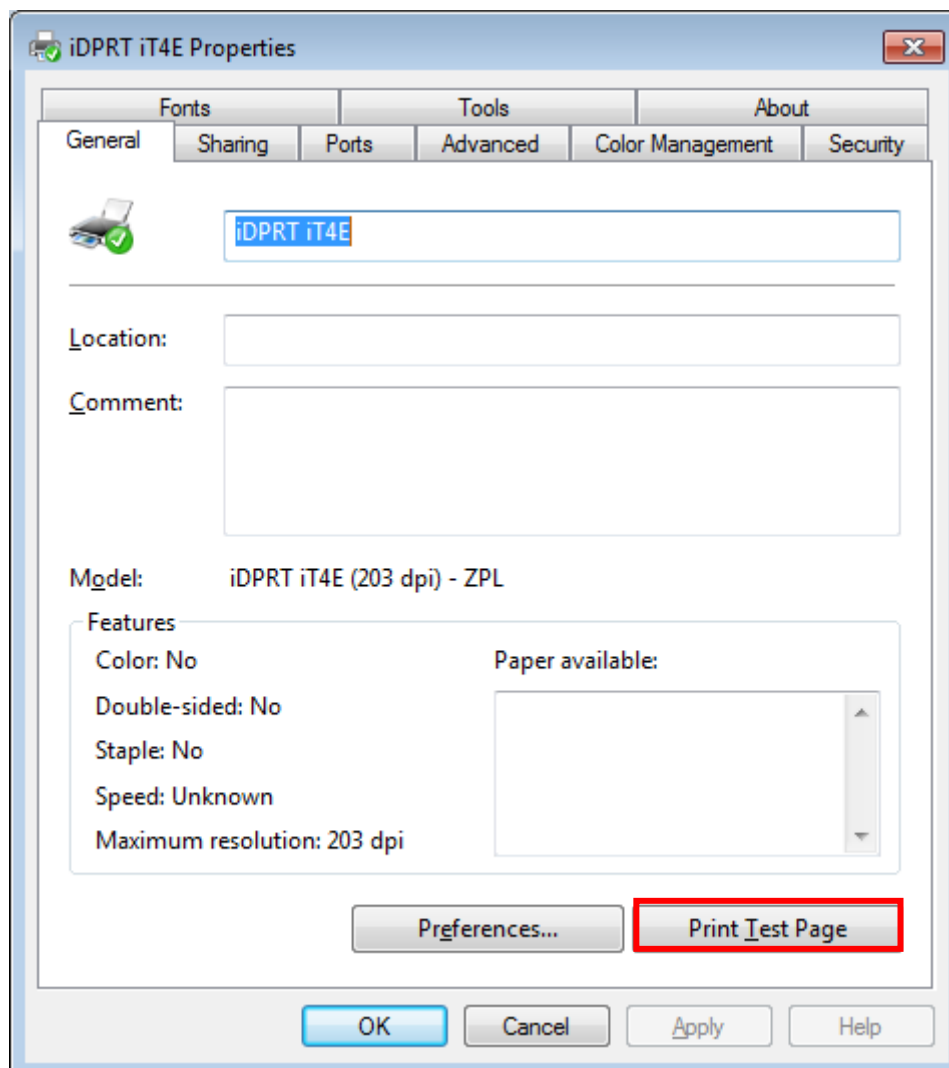 iDPRT iT4E Properties
Fonts Tools About
General Sharing Ports Advanced Color Management Security
iDPRT iT4E
Location:
Comment:
Model: iDPRT iT4E (203 dpi) - ZPL
Features
Color: No Paper available:
Double-sided: No
Staple: No
Speed: Unknown
Maximum resolution: 203 dpi
Preferences... Print Test Page
OK Cancel Apply Help